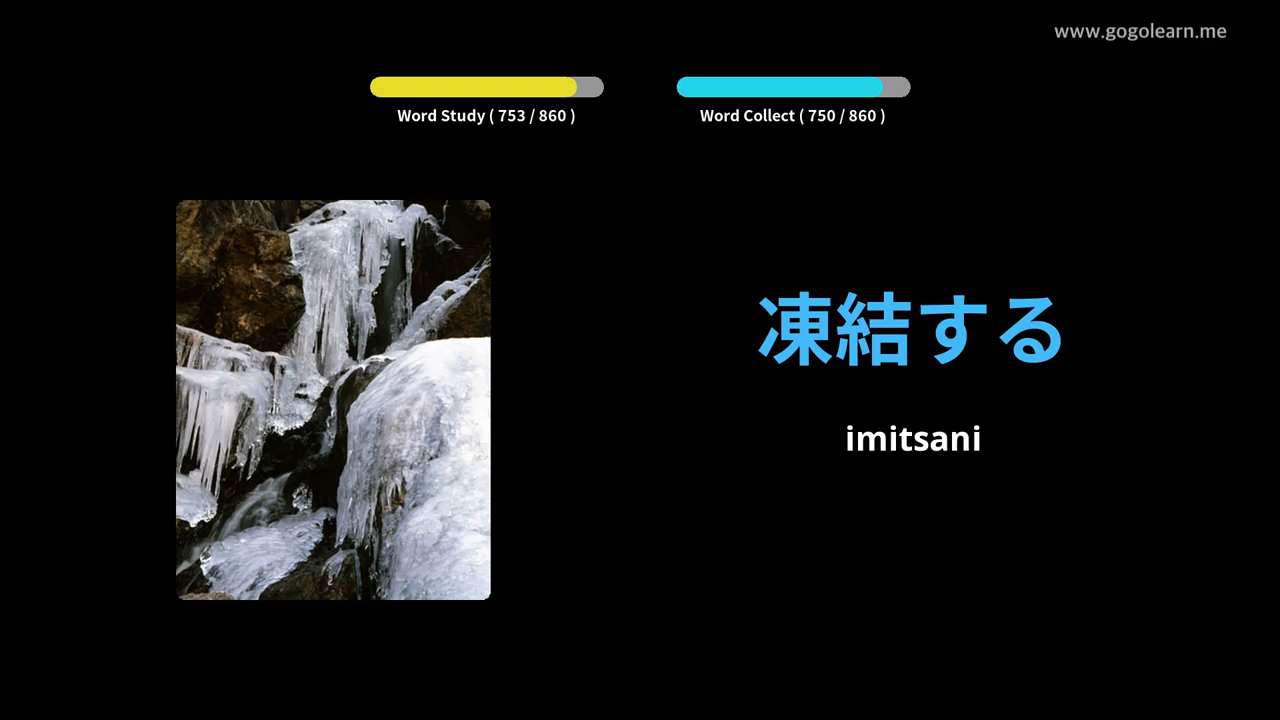 www.gogolearn.me
Word Study ( 753 / 860 )
Word Collect ( 750 / 860 )
凍結する
imitsani